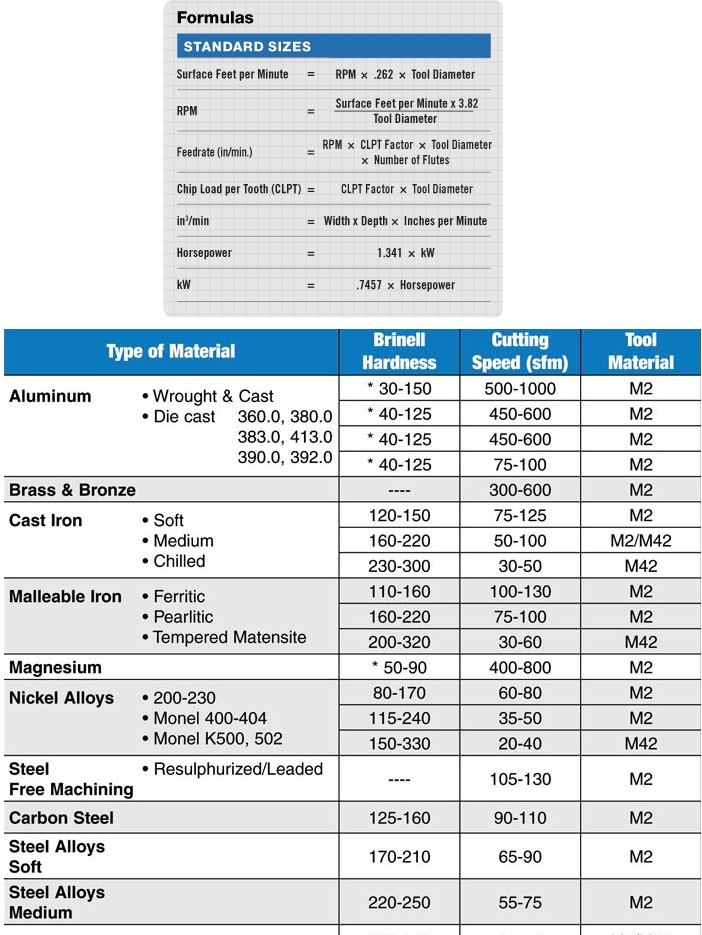 Formulas
STANDARD SIZES
Surface Feet per Minute = RPM × .262 × Tool Diameter
RPM = Surface Feet per Minute x 3.82
Tool Diameter
Feedrate (in/min.) = RPM × CLPT Factor × Tool Diameter
× Number of Flutes
Chip Load per Tooth (CLPT) = CLPT Factor × Tool Diameter
in³/min = Width x Depth × Inches per Minute
Horsepower = 1.341 × kW
kW = .7457 × Horsepower
Type of Material Brinell Hardness Cutting Speed (sfm) Tool Material
Aluminum • Wrought & Cast * 30-150 500-1000 M2
• Die cast 360.0, 380.0 * 40-125 450-600 M2
383.0, 413.0 * 40-125 450-600 M2
390.0, 392.0 * 40-125 75-100 M2
Brass & Bronze ---- 300-600 M2
Cast Iron • Soft 120-150 75-125 M2
• Medium 160-220 50-100 M2/M42
• Chilled 230-300 30-50 M42
Malleable Iron • Ferritic 110-160 100-130 M2
• Pearlitic 160-220 75-100 M2
• Tempered Matensite 200-320 30-60 M42
Magnesium * 50-90 400-800 M2
Nickel Alloys • 200-230 80-170 60-80 M2
• Monel 400-404 115-240 35-50 M2
• Monel K500, 502 150-330 20-40 M42
Steel • Resulphurized/Leaded
Free Machining ---- 105-130 M2
Carbon Steel 125-160 90-110 M2
Steel Alloys
Soft 170-210 65-90 M2
Steel Alloys
Medium 220-250 55-75 M2